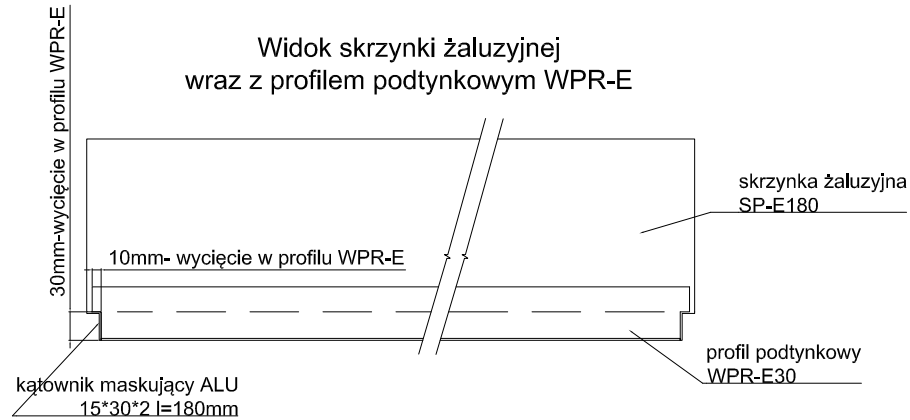 Widok skrzynki żaluzyjnej
wraz z profilem podtynkowym WPR-E
30mm-wycięcie w profilu WPR-E
skrzynka żaluzyjna
SP-E180
10mm- wycięcie w profilu WPR-E
profil podtynkowy
WPR-E30
kątownik maskujący ALU
15*30*2 l=180mm